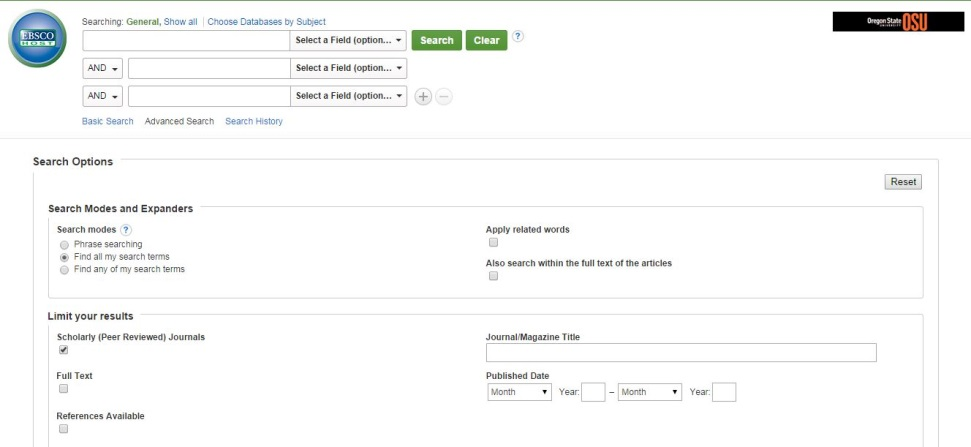 Searching: General, Show all | Choose Databases by Subject
EBSCO
HOST
Select a Field (option...
Search
Clear
?
Oregon State
UNIVERSITY
OSU
AND
Select a Field (option...
AND
Select a Field (option...
Basic Search Advanced Search Search History
Search Options
Reset
Search Modes and Expanders
Search modes ?
Phrase searching
Find all my search terms
Find any of my search terms
Apply related words
Also search within the full text of the articles
Limit your results
Scholarly (Peer Reviewed) Journals
Journal/Magazine Title
Full Text
Published Date
Month Year: – Month Year:
References Available